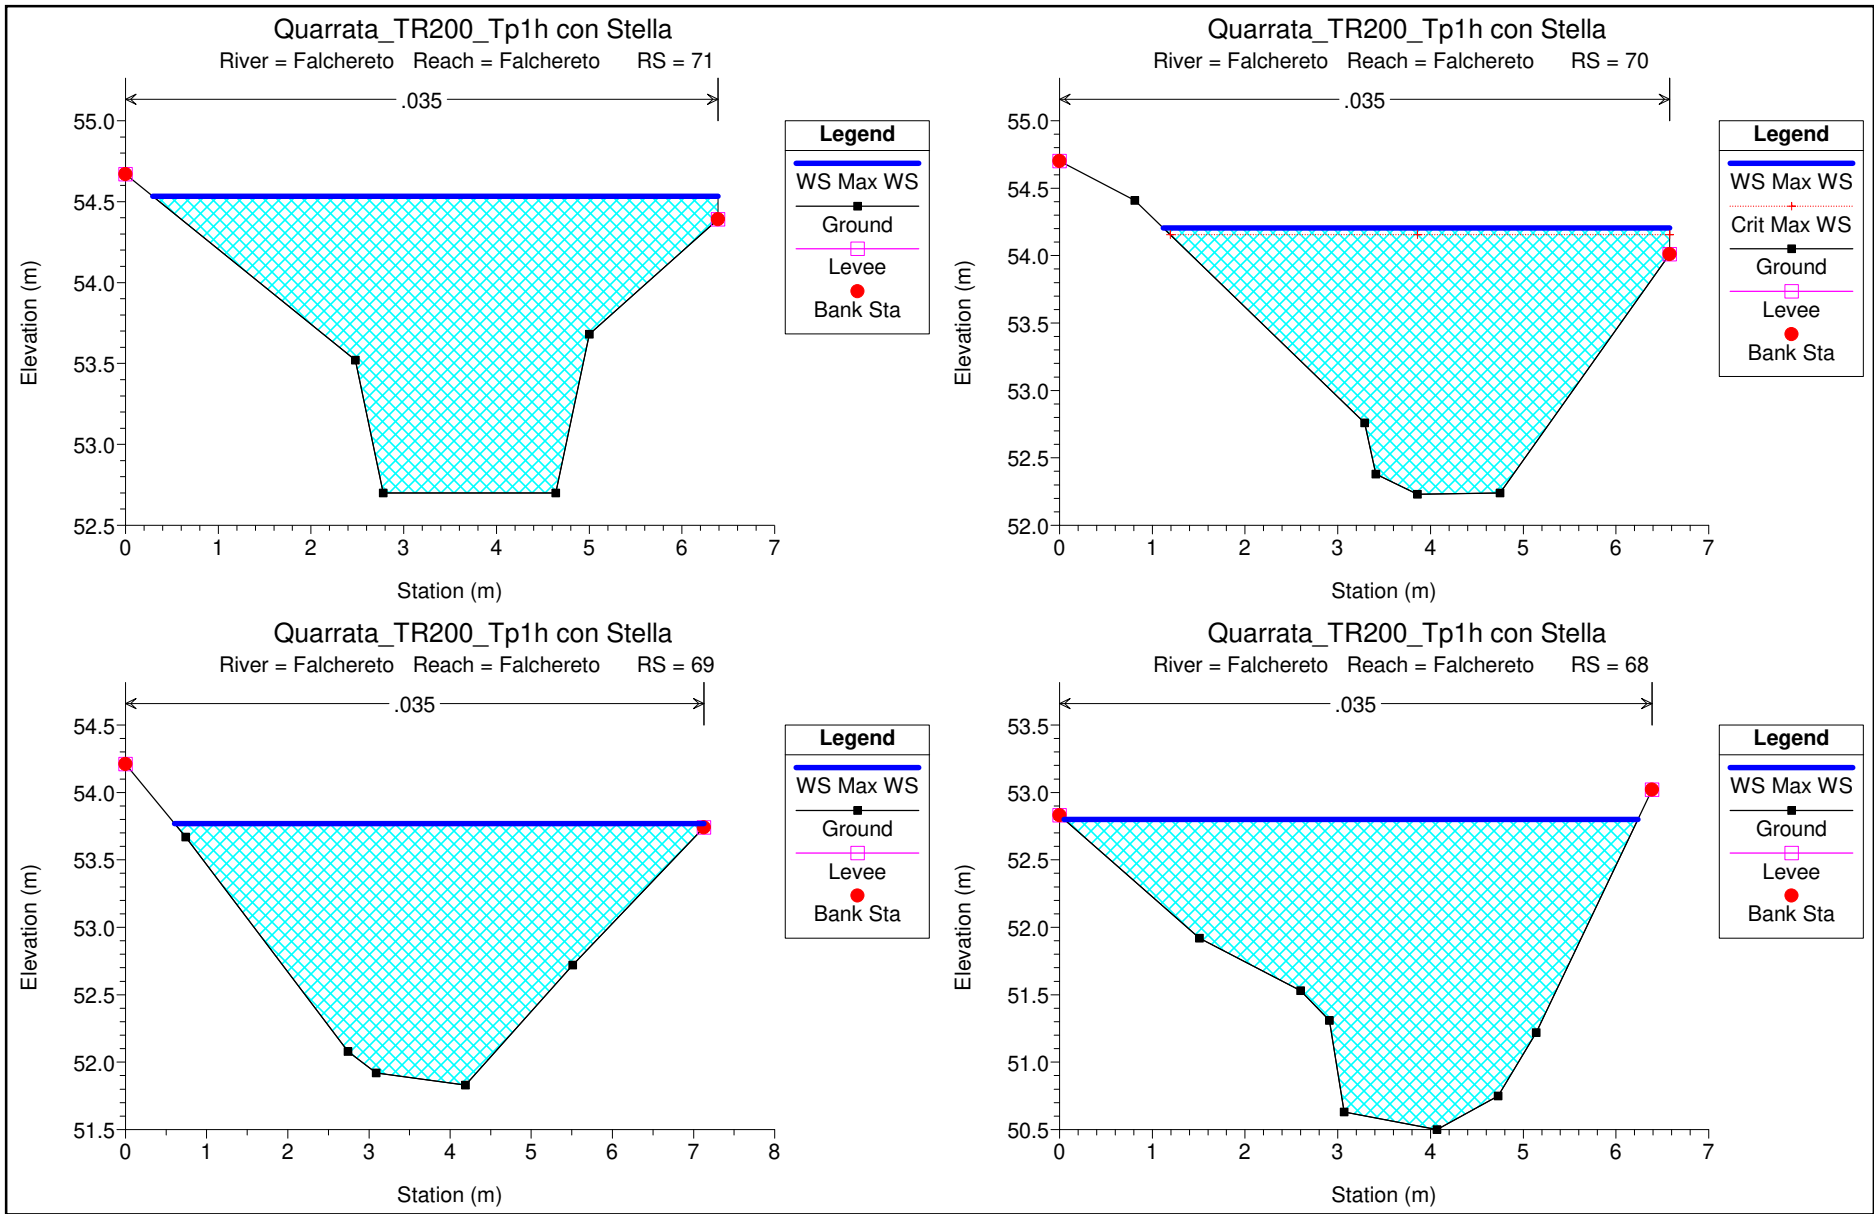 Quarrata_TR200_Tp1h con Stella
River = Falchereto Reach = Falchereto RS = 71
.035
55.0
54.5
54.0
53.5
53.0
52.5
Elevation (m)
0 1 2 3 4 5 6 7
Station (m)
Legend
WS Max WS
Ground
Levee
Bank Sta
Quarrata_TR200_Tp1h con Stella
River = Falchereto Reach = Falchereto RS = 70
.035
55.0
54.5
54.0
53.5
53.0
52.5
52.0
Elevation (m)
0 1 2 3 4 5 6 7
Station (m)
Legend
WS Max WS
Crit Max WS
Ground
Levee
Bank Sta
Quarrata_TR200_Tp1h con Stella
River = Falchereto Reach = Falchereto RS = 69
.035
54.5
54.0
53.5
53.0
52.5
52.0
51.5
Elevation (m)
0 1 2 3 4 5 6 7 8
Station (m)
Legend
WS Max WS
Ground
Levee
Bank Sta
Quarrata_TR200_Tp1h con Stella
River = Falchereto Reach = Falchereto RS = 68
.035
53.5
53.0
52.5
52.0
51.5
51.0
50.5
Elevation (m)
0 1 2 3 4 5 6 7
Station (m)
Legend
WS Max WS
Ground
Levee
Bank Sta